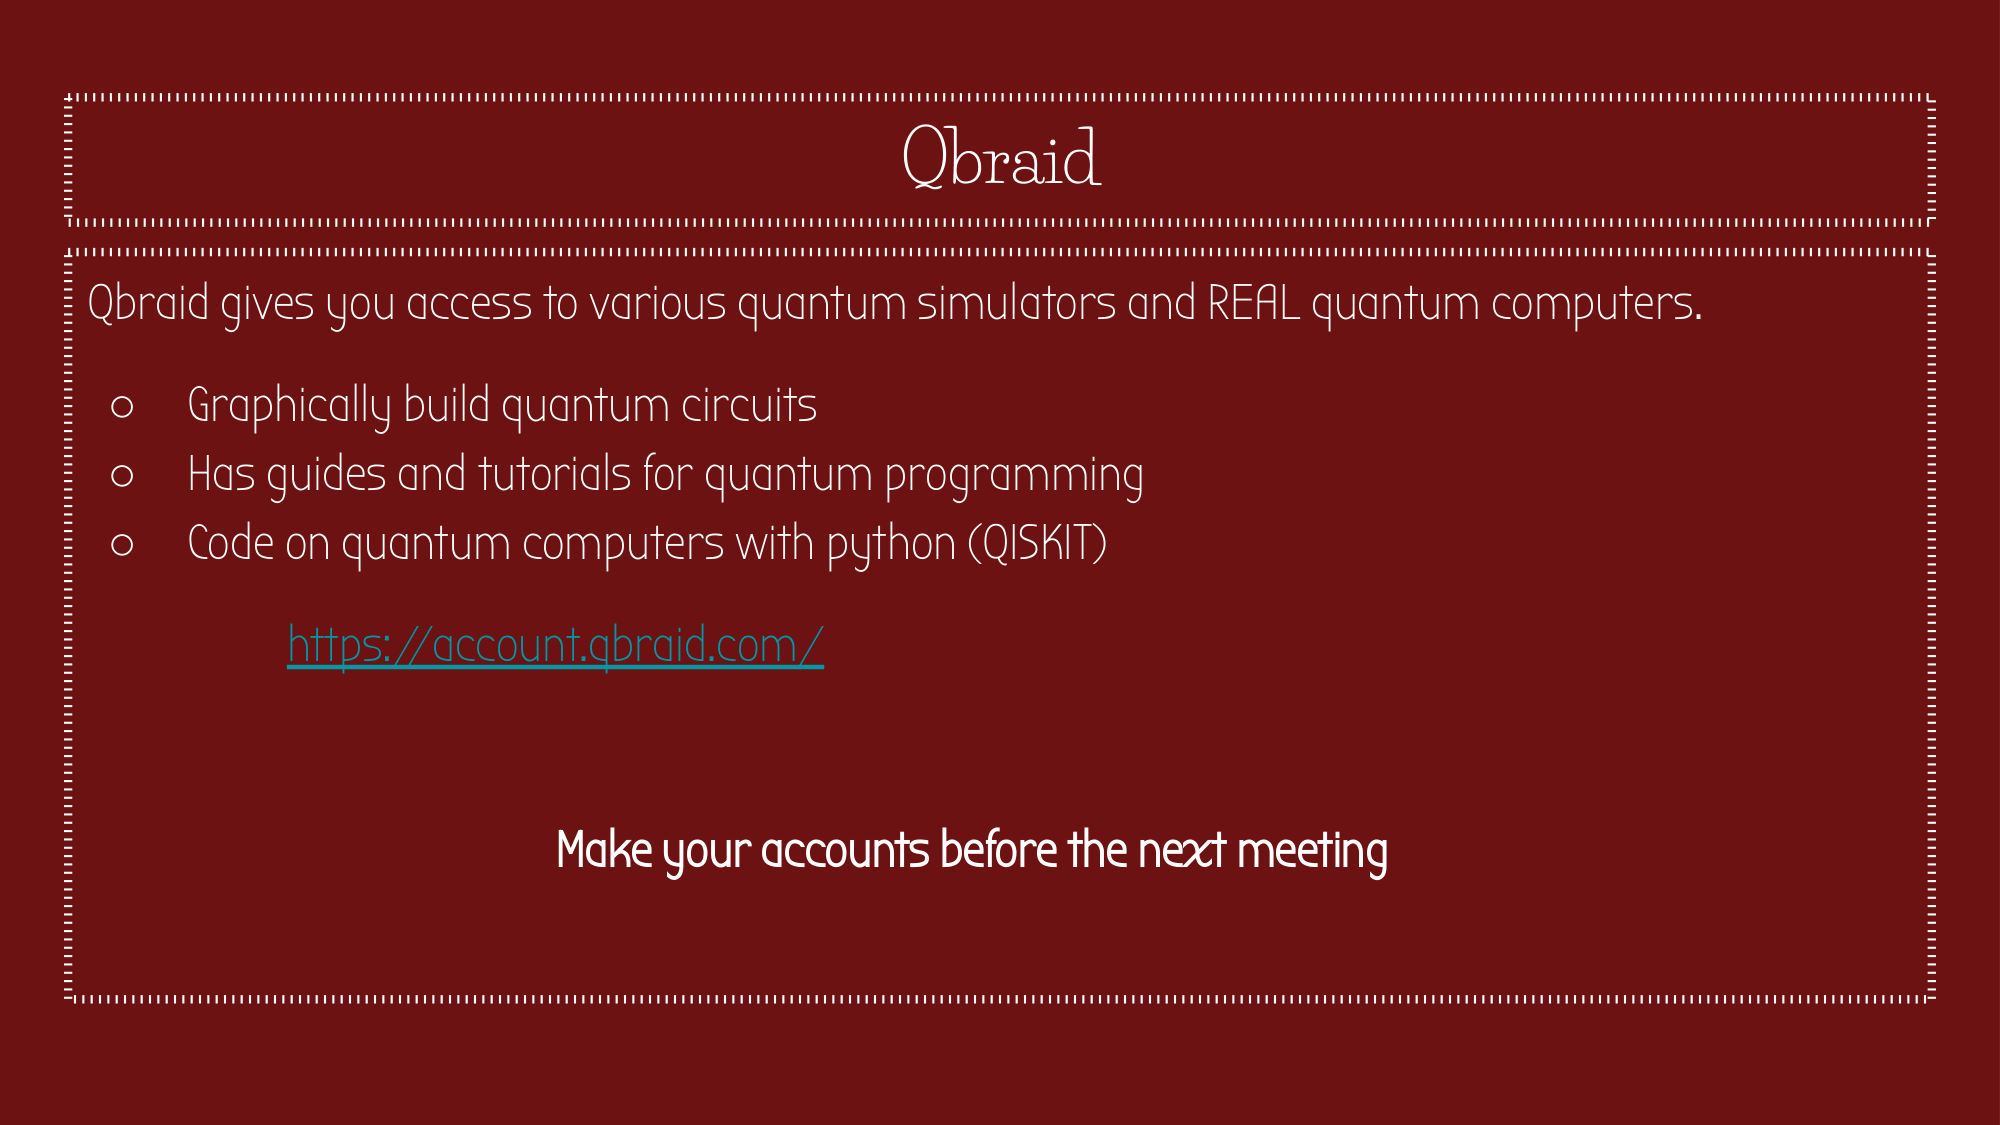 Qbraid
Qbraid gives you access to various quantum simulators and REAL quantum computers.
○ Graphically build quantum circuits
○ Has guides and tutorials for quantum programming
○ Code on quantum computers with python (QISKIT)
https://account.qbraid.com/
Make your accounts before the next meeting